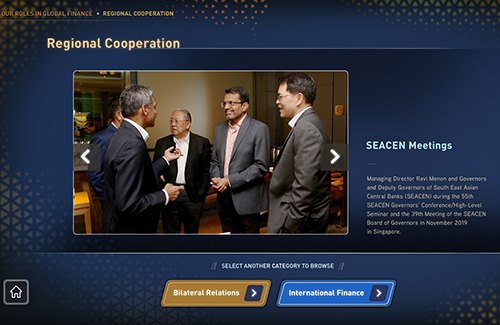 OUR ROLES IN GLOBAL FINANCE • REGIONAL COOPERATION
Regional Cooperation
SEACEN Meetings
Managing Director Ravi Menon and Governors
and Deputy Governors of South East Asian
Central Banks (SEACEN) during the 55th
SEACEN Governors' Conference/High-Level
Seminar and the 39th Meeting of the SEACEN
Board of Governors in November 2019
in Singapore.
// SELECT ANOTHER CATEGORY TO BROWSE //
Bilateral Relations
International Finance